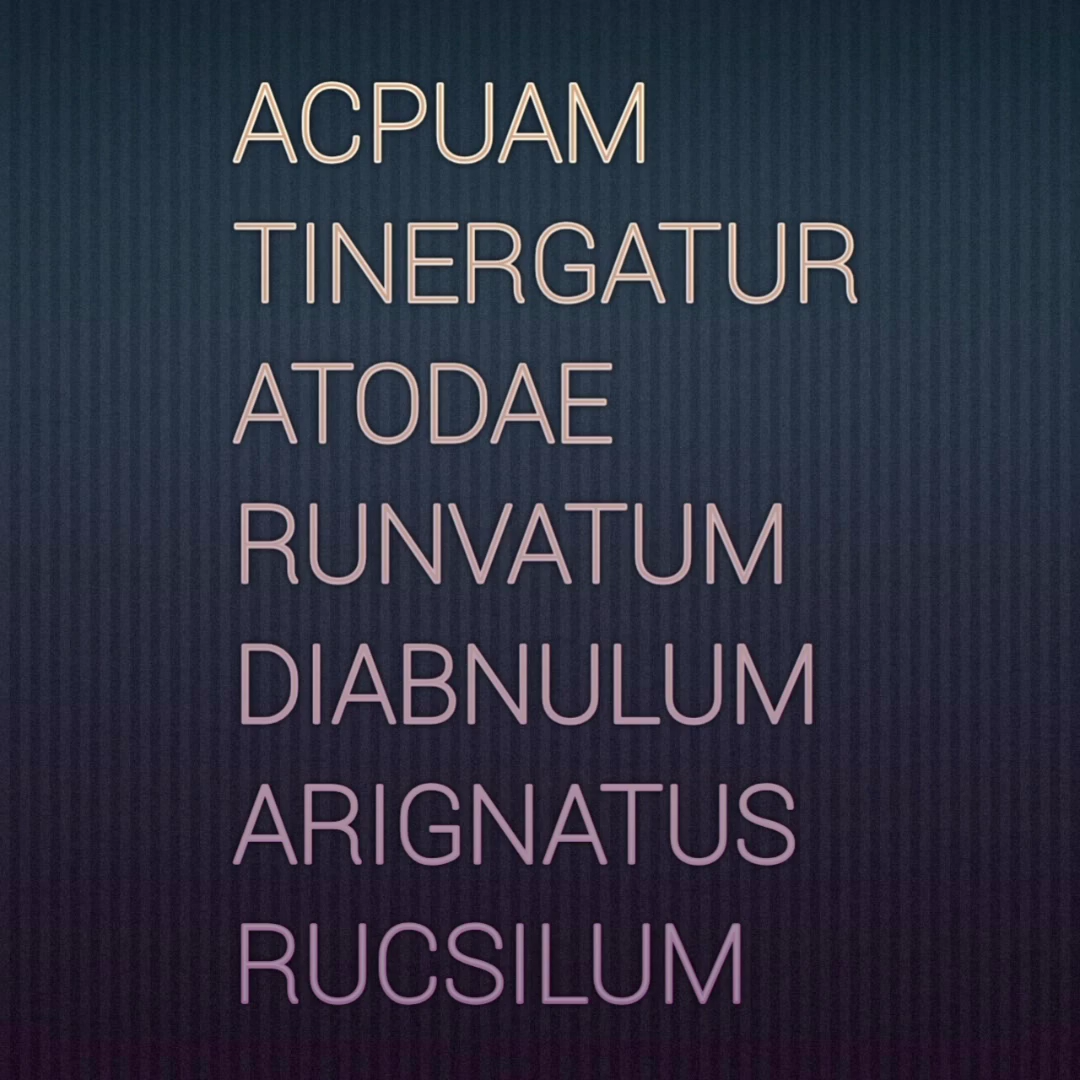 ACPUAM
TINERGATUR
ATODAE
RUNVATUM
DIABNULUM
ARIGNATUS
RUCSILUM